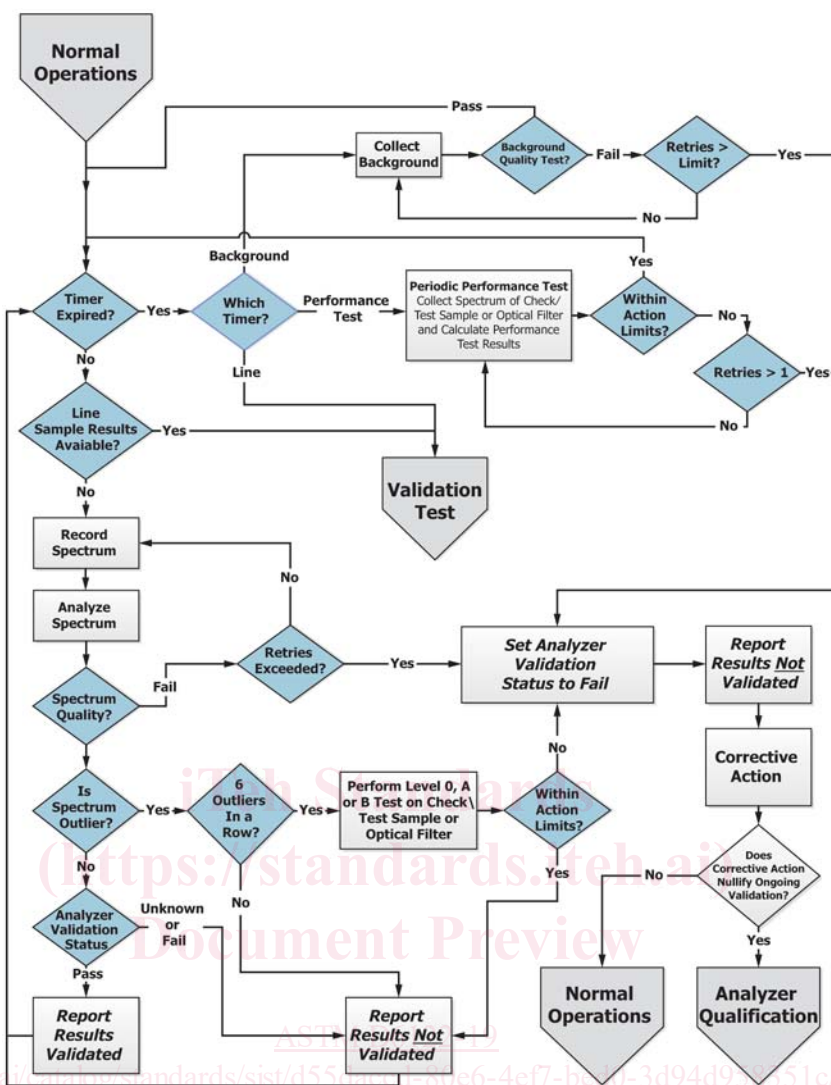 Normal
Operations
Pass
Collect
Background
Background
Quality Test?
Fail
Retries >
Limit?
Yes
No
Background
Yes
Timer
Expired?
Yes
Which
Timer?
Performance
Test
Periodic Performance Test
Collect Spectrum of Check/
Test Sample or Optical Filter
and Calculate Performance
Test Results
Within
Action
Limits?
No
Retries > 1
Yes
No
No
Line
Line
Sample Results
Avaiable?
Yes
Validation
Test
No
Record
Spectrum
No
Analyze
Spectrum
Retries
Exceeded?
Yes
Set Analyzer
Validation
Status to Fail
Report
Results Not
Validated
Fail
Spectrum
Quality?
Corrective
Action
No
Is
Spectrum
Outlier?
Yes
6
Outliers
In a
Row?
Yes
Perform Level 0, A
or B Test on Check\
Test Sample or
Optical Filter
Within
Action
Limits?
Does
Corrective Action
Nullify Ongoing
Validation?
No
Yes
No
No
Yes
Analyzer
Validation
Status
Unknown
or
Fail
Pass
Report
Results
Validated
Report
Results Not
Validated
Normal
Operations
Analyzer
Qualification
iTeh Standards
(https://standards.iteh.ai)
Document Preview